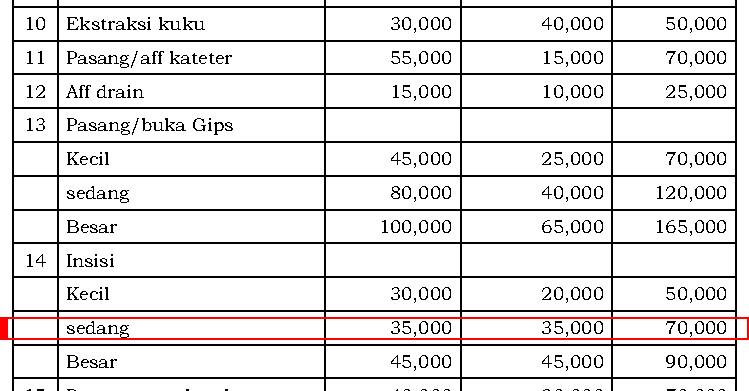 10 Ekstraksi kuku 30,000 40,000 50,000
11 Pasang/aff kateter 55,000 15,000 70,000
12 Aff drain 15,000 10,000 25,000
13 Pasang/buka Gips
Kecil 45,000 25,000 70,000
sedang 80,000 40,000 120,000
Besar 100,000 65,000 165,000
14 Insisi
Kecil 30,000 20,000 50,000
sedang 35,000 35,000 70,000
Besar 45,000 45,000 90,000